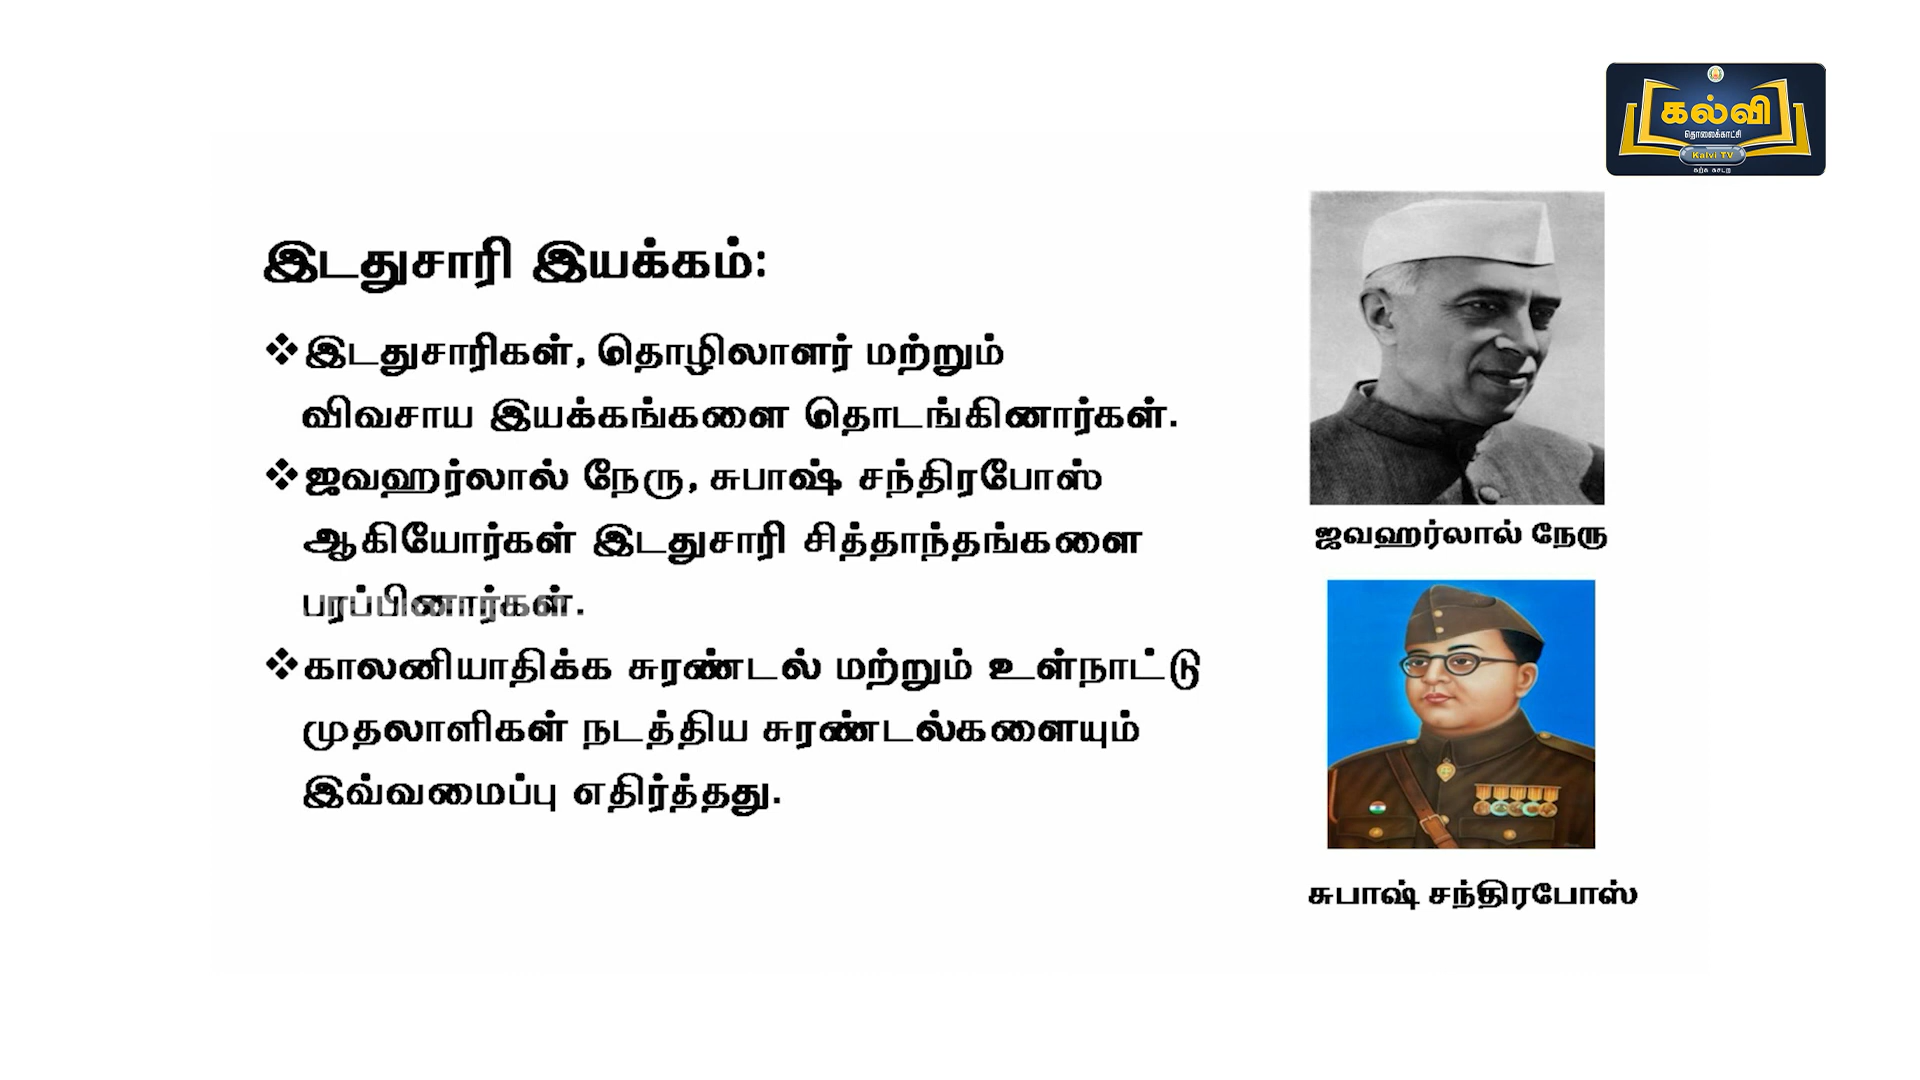 கல்வி
தொலைக்காட்சி
Kalvi TV
கற்க கசடற
இடதுசாரி இயக்கம்:
❖இடதுசாரிகள், தொழிலாளர் மற்றும்
விவசாய இயக்கங்களை தொடங்கினார்கள்.
❖ஜவஹர்லால் நேரு, சுபாஷ் சந்திரபோஸ்
ஆகியோர்கள் இடதுசாரி சித்தாந்தங்களை
பரப்பினார்கள்.
❖காலனியாதிக்க சுரண்டல் மற்றும் உள்நாட்டு
முதலாளிகள் நடத்திய சுரண்டல்களையும்
இவ்வமைப்பு எதிர்த்தது.
ஜவஹர்லால் நேரு
சுபாஷ் சந்திரபோஸ்